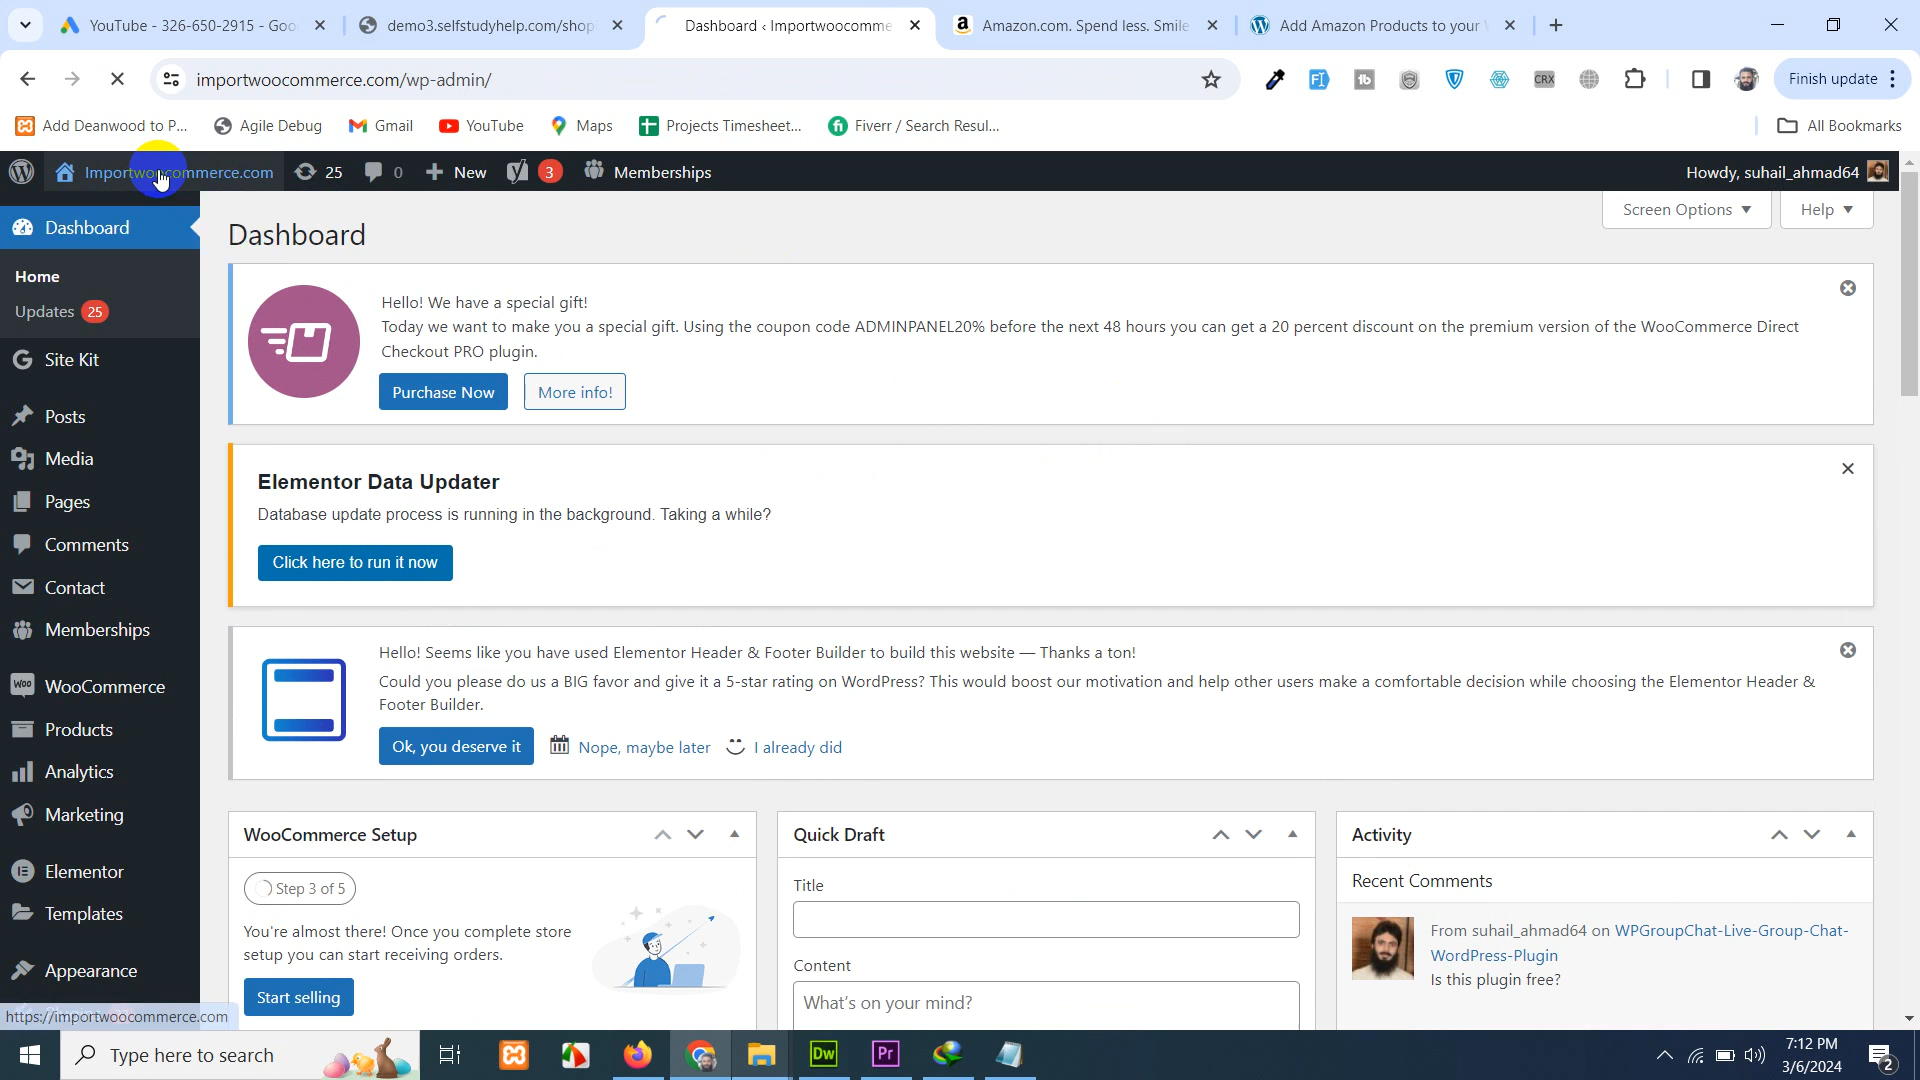 YouTube - 326-650-2915 - Goo
demo3.selfstudyhelp.com/shop
Dashboard ‹ Importwoocomme
Amazon.com. Spend less. Smile
Add Amazon Products to your
importwoocommerce.com/wp-admin/
CRX
Finish update
Add Deanwood to P...
Agile Debug
Gmail
YouTube
Maps
Projects Timesheet...
Fiverr / Search Resul...
All Bookmarks
Importwoocommerce.com
25
0
New
3
Memberships
Howdy, suhail_ahmad64
Screen Options
Help
Dashboard
Home
Updates 25
Site Kit
Posts
Media
Pages
Comments
Contact
Memberships
WooCommerce
Products
Analytics
Marketing
Elementor
Templates
Appearance
https://importwoocommerce.com
Dashboard
Hello! We have a special gift!
Today we want to make you a special gift. Using the coupon code ADMINPANEL20% before the next 48 hours you can get a 20 percent discount on the premium version of the WooCommerce Direct
Checkout PRO plugin.
Purchase Now
More info!
Elementor Data Updater
Database update process is running in the background. Taking a while?
Click here to run it now
Hello! Seems like you have used Elementor Header & Footer Builder to build this website — Thanks a ton!
Could you please do us a BIG favor and give it a 5-star rating on WordPress? This would boost our motivation and help other users make a comfortable decision while choosing the Elementor Header &
Footer Builder.
Ok, you deserve it
Nope, maybe later
I already did
WooCommerce Setup
Step 3 of 5
You're almost there! Once you complete store
setup you can start receiving orders.
Start selling
Quick Draft
Title
Content
What's on your mind?
Activity
Recent Comments
From suhail_ahmad64 on WPGroupChat-Live-Group-Chat-
WordPress-Plugin
Is this plugin free?
Type here to search
Dw
Pr
7:12 PM
3/6/2024
2